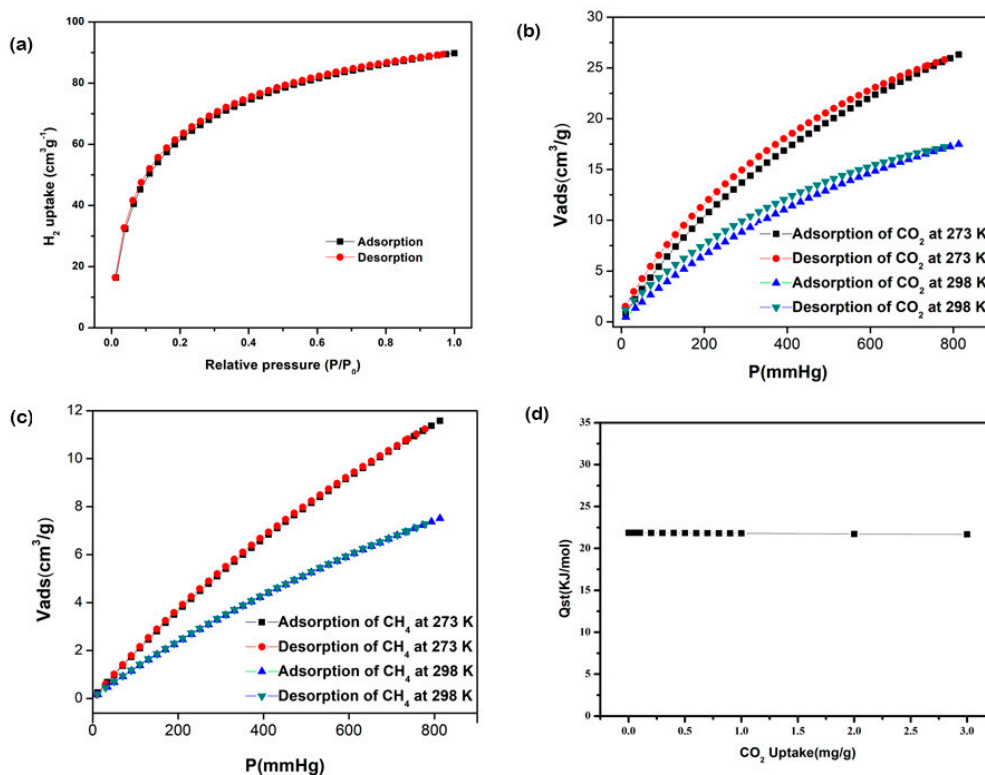 (a)
100
80
60
40
20
0
H₂ uptake (cm³g⁻¹)
Adsorption
Desorption
0.0 0.2 0.4 0.6 0.8 1.0
Relative pressure (P/P₀)
(b)
30
25
20
15
10
5
0
Vads(cm³/g)
Adsorption of CO₂ at 273 K
Desorption of CO₂ at 273 K
Adsorption of CO₂ at 298 K
Desorption of CO₂ at 298 K
0 200 400 600 800
P(mmHg)
(c)
12
10
8
6
4
2
0
Vads(cm³/g)
Adsorption of CH₄ at 273 K
Desorption of CH₄ at 273 K
Adsorption of CH₄ at 298 K
Desorption of CH₄ at 298 K
0 200 400 600 800
P(mmHg)
(d)
35
30
25
20
15
10
5
0
Qst(KJ/mol)
0.0 0.5 1.0 1.5 2.0 2.5 3.0
CO₂ Uptake(mg/g)